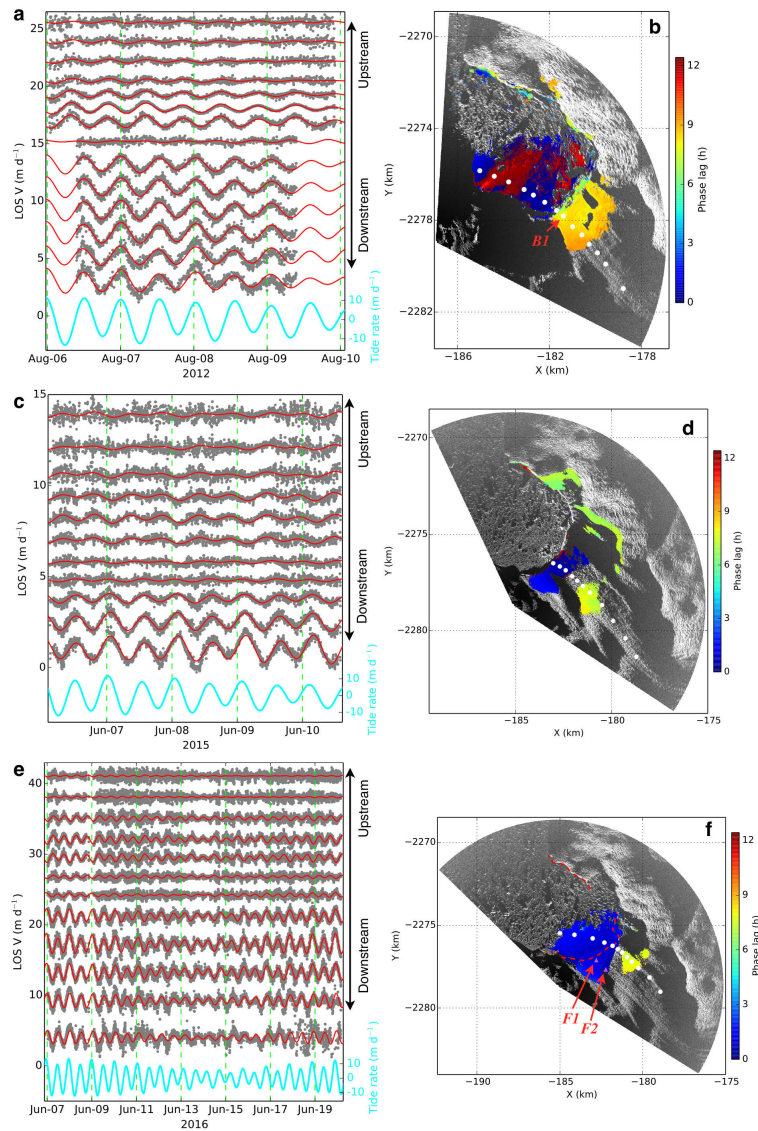 a
25
20
15
10
5
0
LOS V (m d⁻¹)
Upstream
Downstream
10
0
−10
Tide rate (m d⁻¹)
Aug-06 Aug-07 Aug-08 Aug-09 Aug-10
2012
b
−2270
−2274
−2278
−2282
Y (km)
B1
−186 −182 −178
X (km)
12
9
6
3
0
Phase lag (h)
c
15
10
5
0
LOS V (m d⁻¹)
Upstream
Downstream
10
0
−10
Tide rate (m d⁻¹)
Jun-07 Jun-08 Jun-09 Jun-10
2015
d
−2270
−2275
−2280
Y (km)
−185 −180 −175
X (km)
12
9
6
3
0
Phase lag (h)
e
40
30
20
10
0
LOS V (m d⁻¹)
Upstream
Downstream
10
0
−10
Tide rate (m d⁻¹)
Jun-07 Jun-09 Jun-11 Jun-13 Jun-15 Jun-17 Jun-19
2016
f
−2270
−2275
−2280
Y (km)
F1 F2
−190 −185 −180 −175
X (km)
12
9
6
3
0
Phase lag (h)